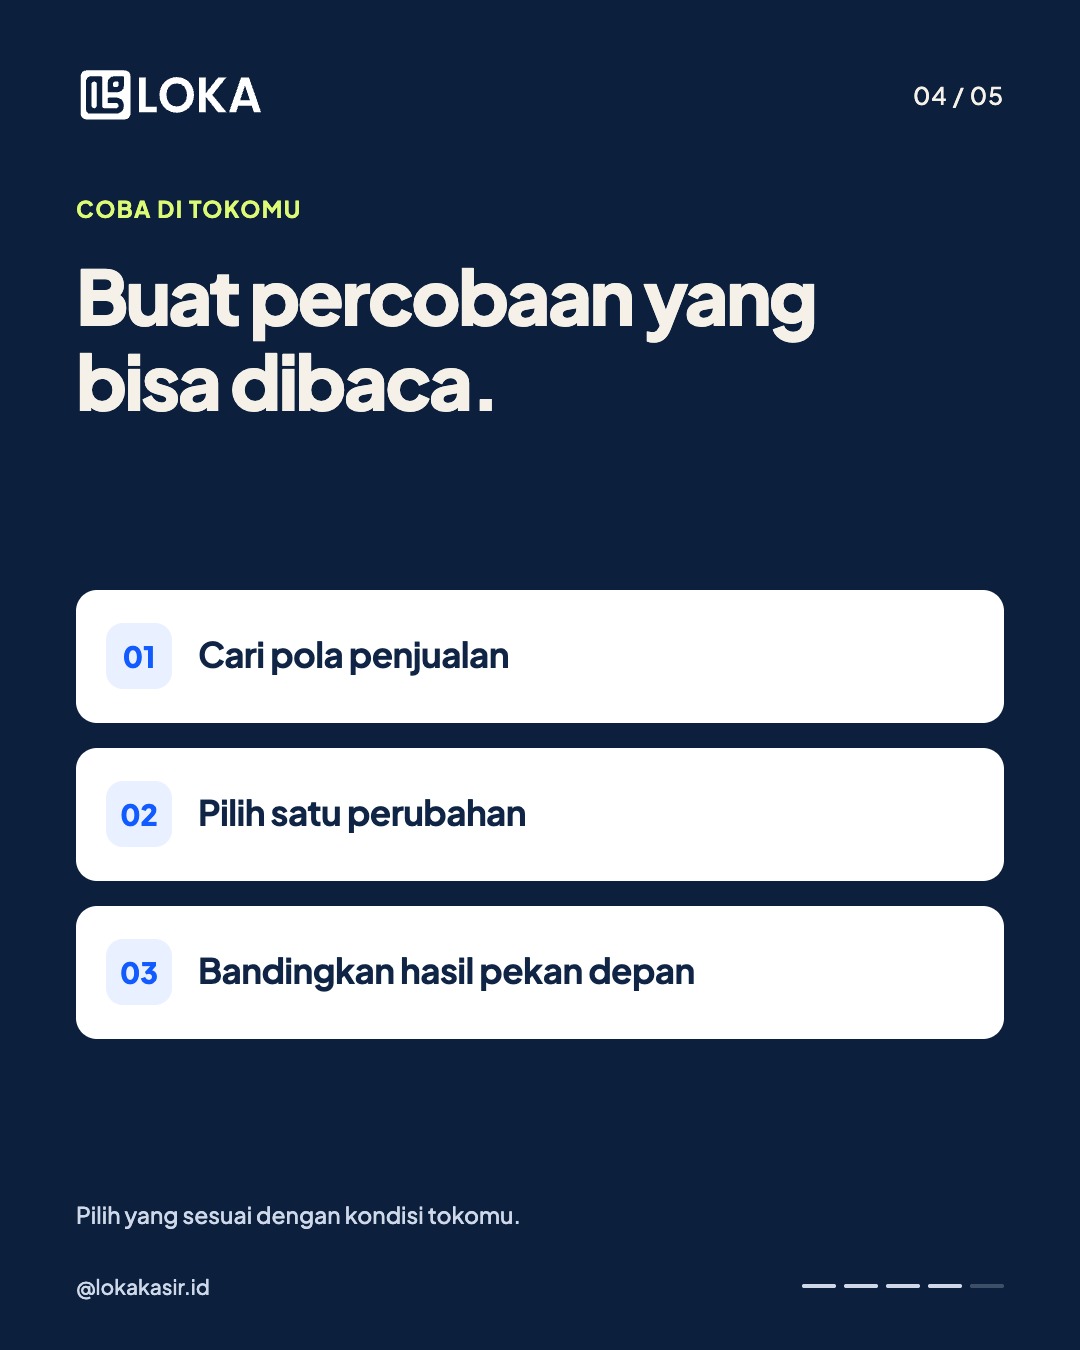 LOKA
04 / 05
COBA DI TOKOMU
Buat percobaan yang
bisa dibaca.
01 Cari pola penjualan
02 Pilih satu perubahan
03 Bandingkan hasil pekan depan
Pilih yang sesuai dengan kondisi tokomu.
@lokakasir.id